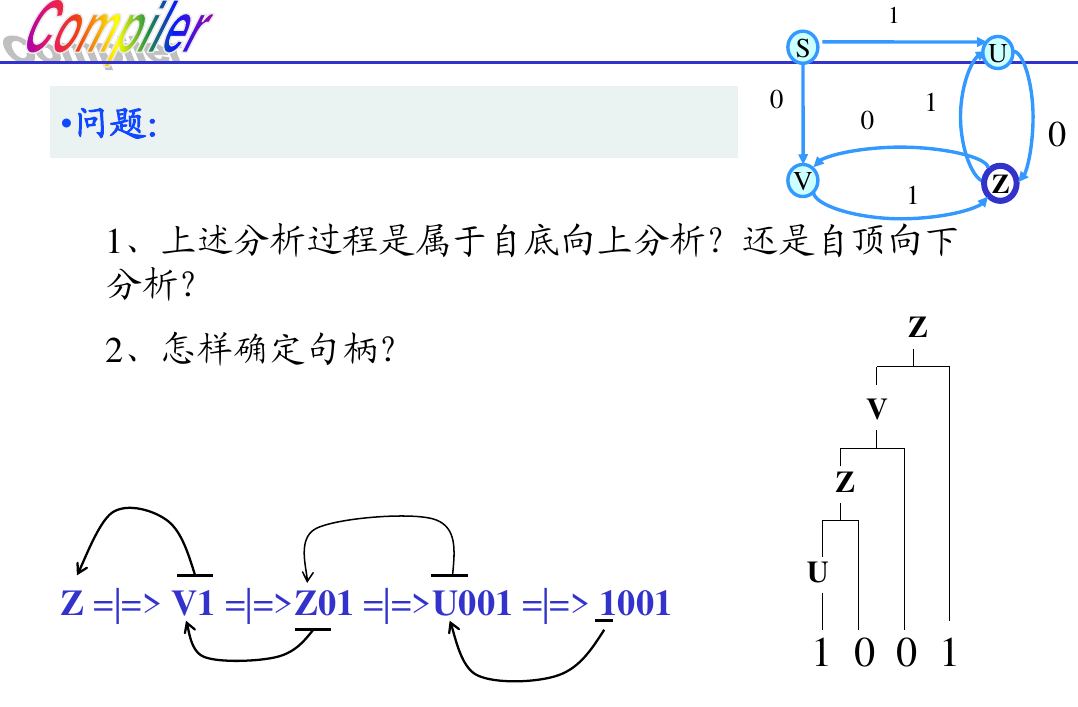 Compiler
1
S
U
0
0
1
0
V
1
Z
•问题:
1、上述分析过程是属于自底向上分析？还是自顶向下
分析？
2、怎样确定句柄？
Z
V
Z
U
1 0 0 1
Z =|=> V1 =|=>Z01 =|=>U001 =|=> 1001